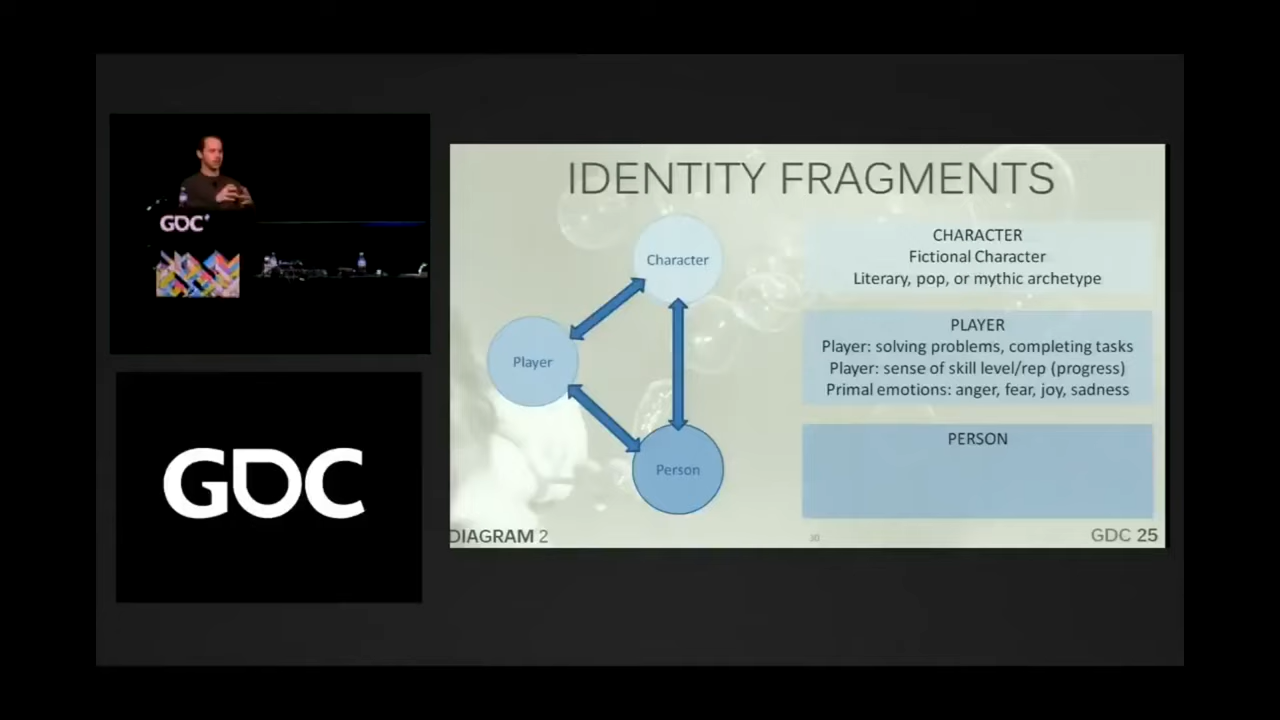 GDC
GDC
IDENTITY FRAGMENTS
Character
Player
Person
CHARACTER
Fictional Character
Literary, pop, or mythic archetype
PLAYER
Player: solving problems, completing tasks
Player: sense of skill level/rep (progress)
Primal emotions: anger, fear, joy, sadness
PERSON
DIAGRAM 2
30
GDC 25